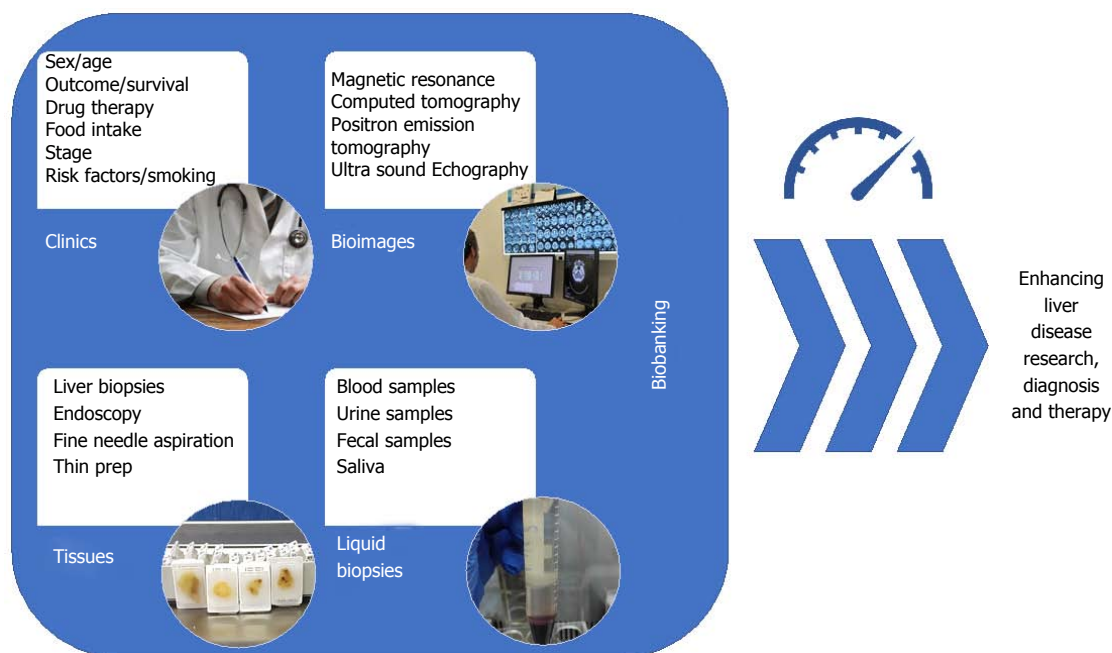 Sex/age
Outcome/survival
Drug therapy
Food intake
Stage
Risk factors/smoking
Clinics
Magnetic resonance
Computed tomography
Positron emission
tomography
Ultra sound Echography
Bioimages
Liver biopsies
Endoscopy
Fine needle aspiration
Thin prep
Tissues
Blood samples
Urine samples
Fecal samples
Saliva
Liquid
biopsies
Biobanking
Enhancing
liver
disease
research,
diagnosis
and therapy